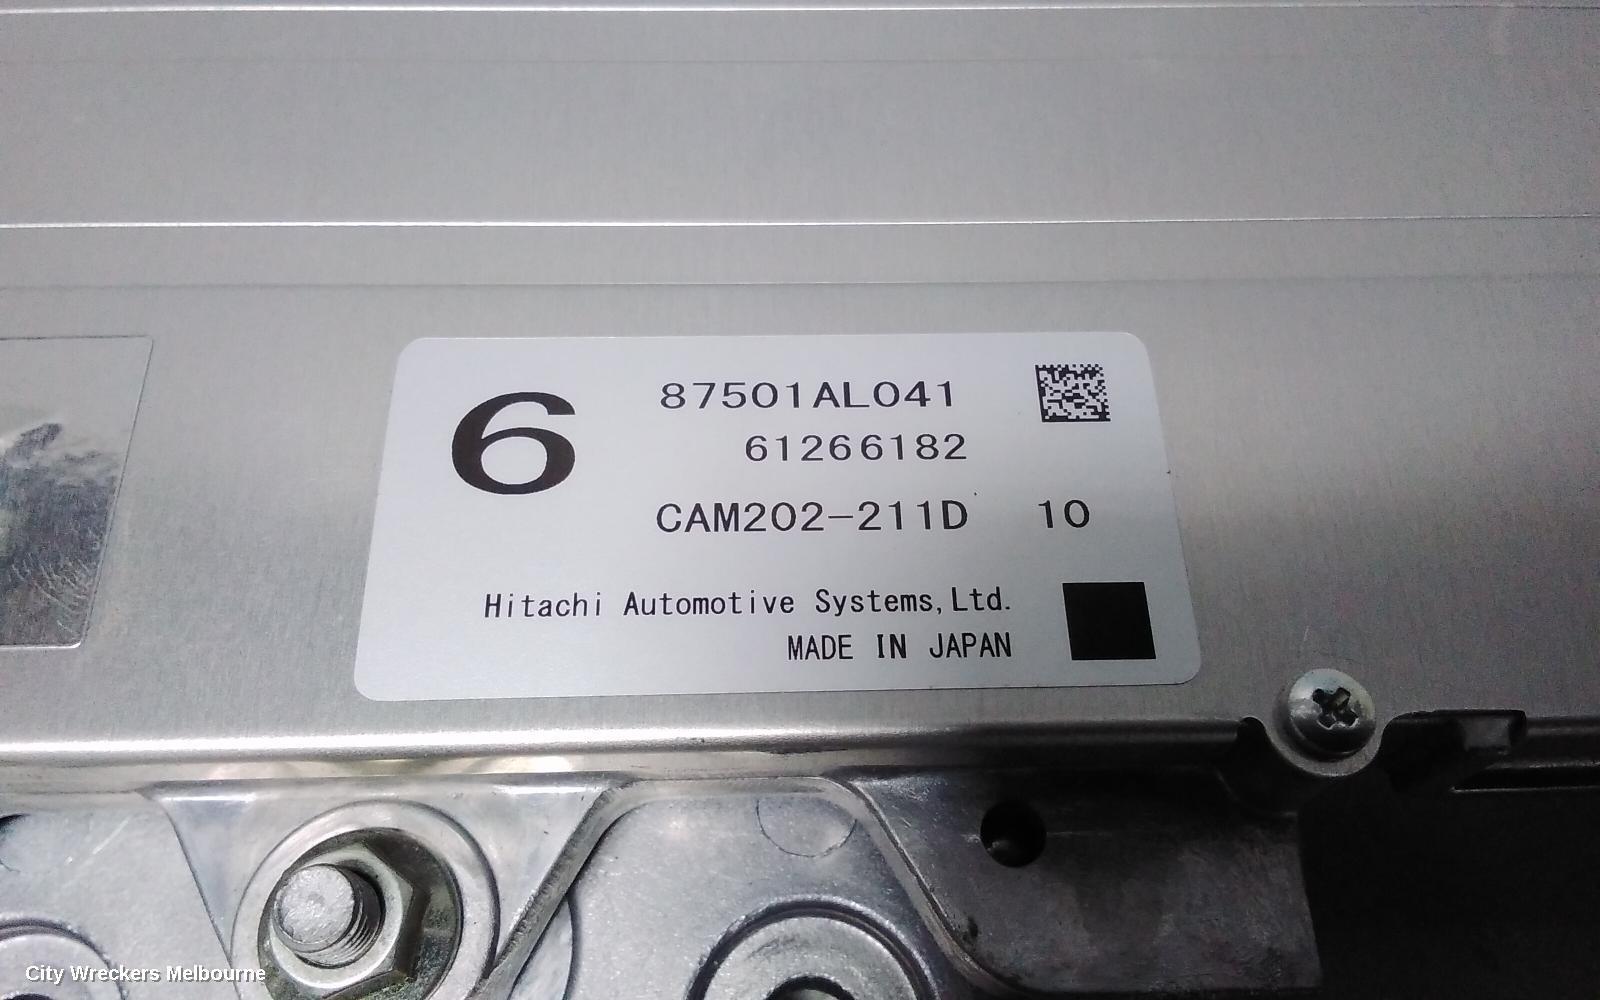 6
87501AL041
61266182
CAM202-211D 10
Hitachi Automotive Systems,Ltd.
MADE IN JAPAN
City Wreckers Melbourne